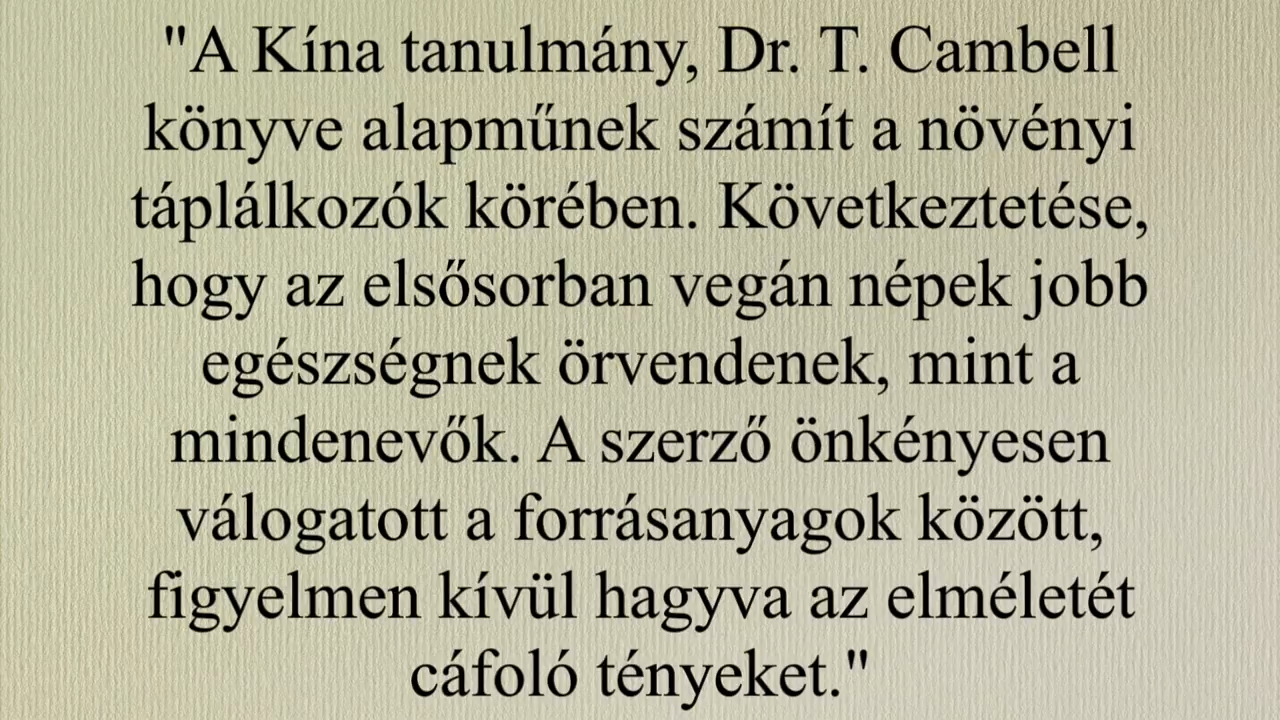 "A Kína tanulmány, Dr. T. Cambell
könyve alapműnek számít a növényi
táplálkozók körében. Következtetése,
hogy az elsősorban vegán népek jobb
egészségnek örvendenek, mint a
mindenevők. A szerző önkényesen
válogatott a forrásanyagok között,
figyelmen kívül hagyva az elméletét
cáfoló tényeket."